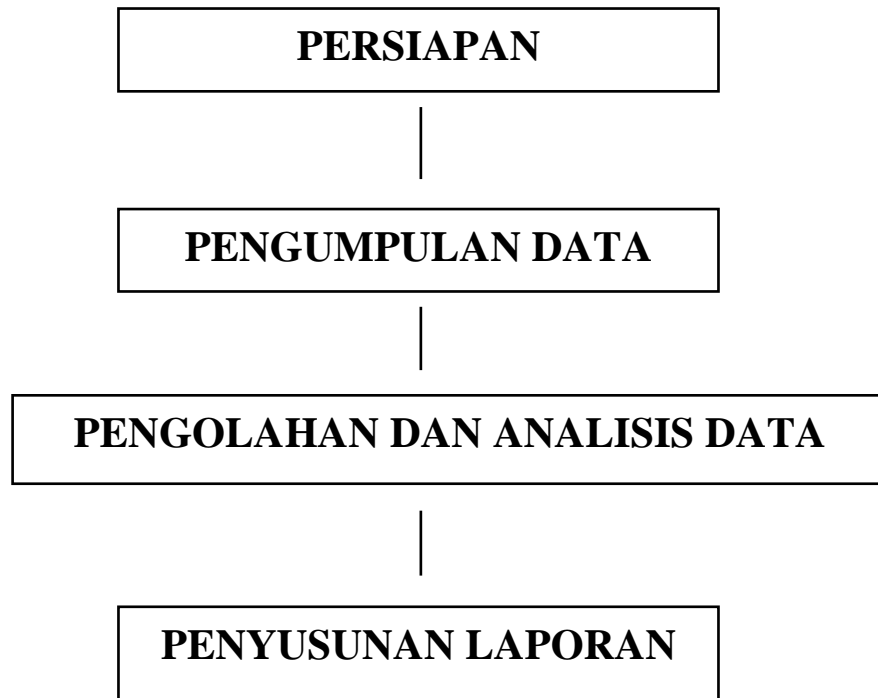 PERSIAPAN
PENGUMPULAN DATA
PENGOLAHAN DAN ANALISIS DATA
PENYUSUNAN LAPORAN